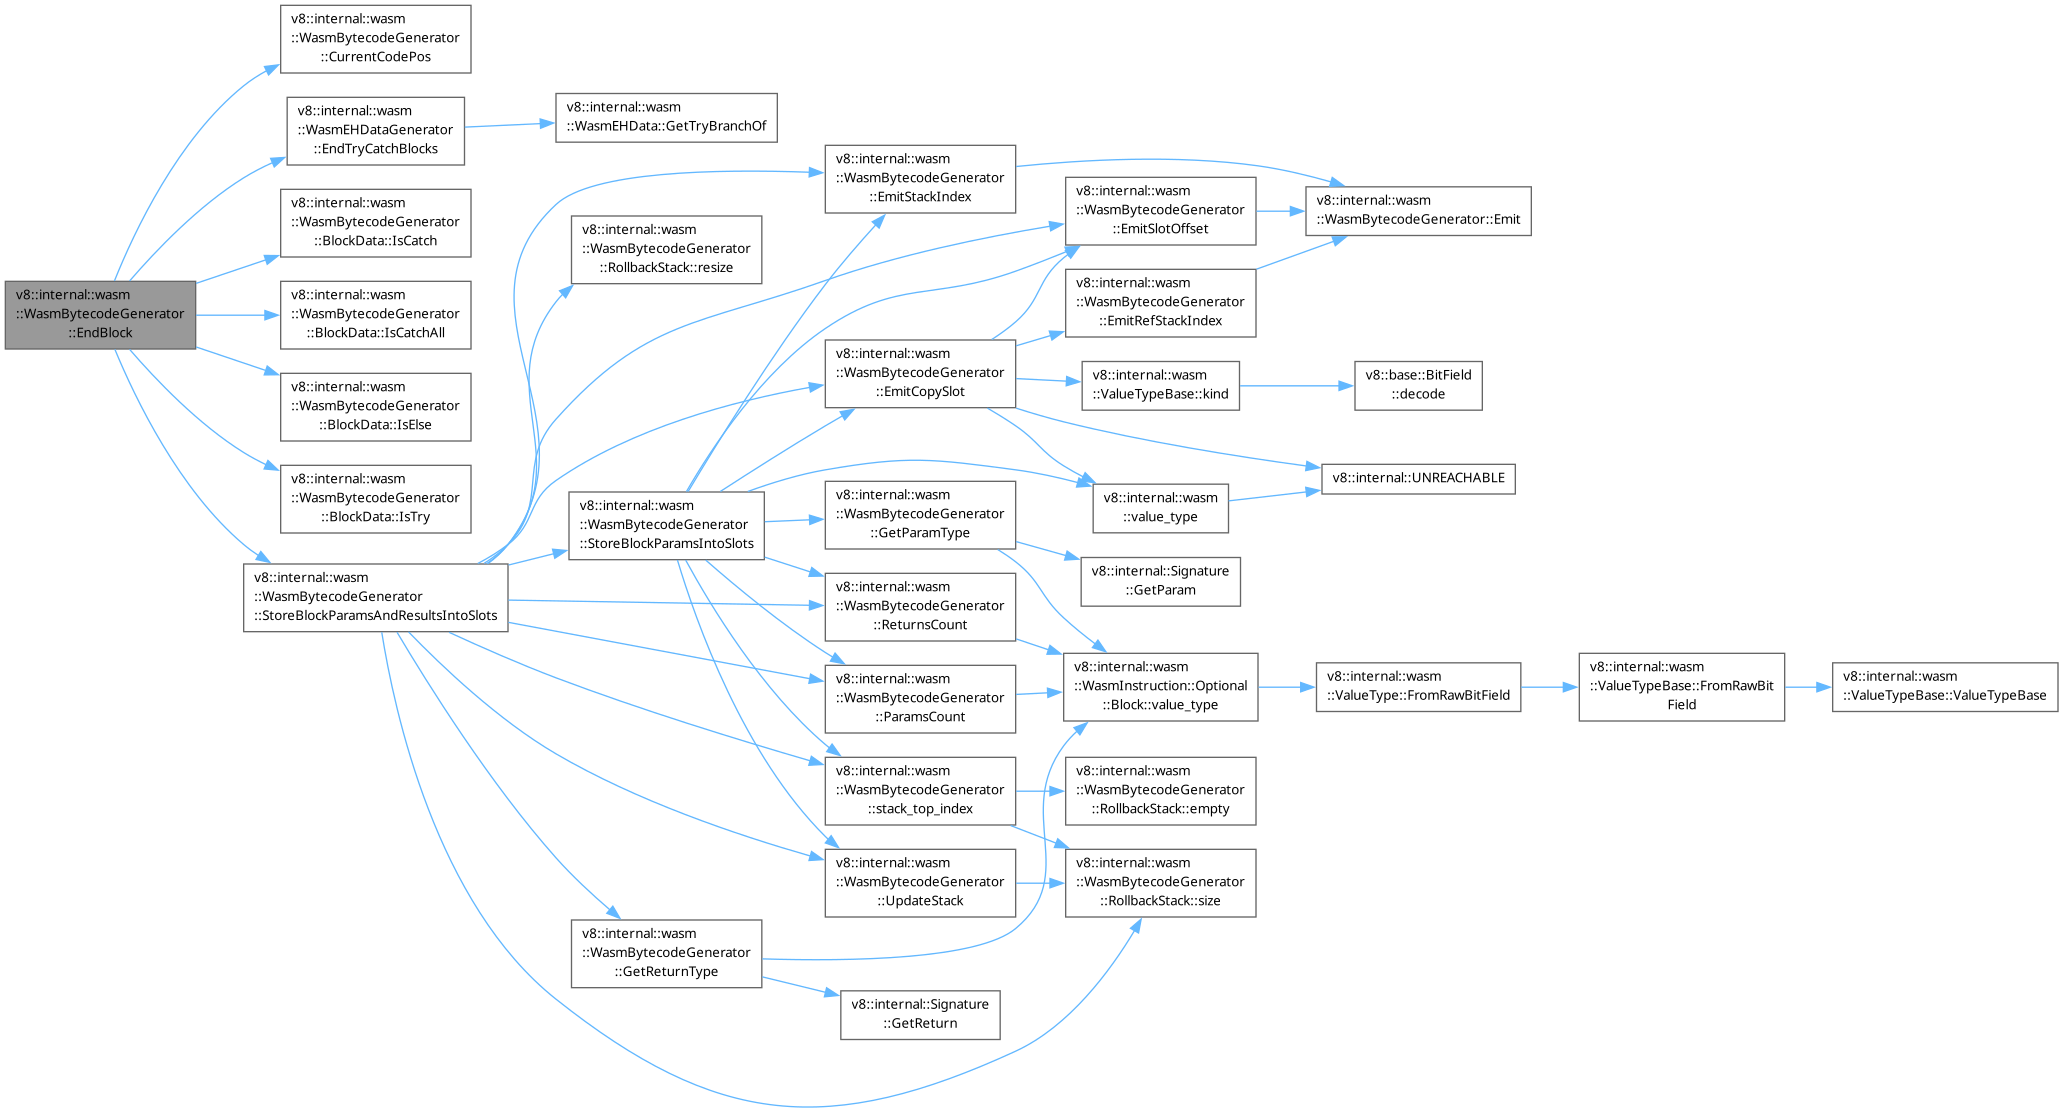 v8::internal::wasm
::WasmBytecodeGenerator
::EndBlock
v8::internal::wasm
::WasmBytecodeGenerator
::CurrentCodePos
v8::internal::wasm
::WasmEHDataGenerator
::EndTryCatchBlocks
v8::internal::wasm
::WasmEHData::GetTryBranchOf
v8::internal::wasm
::WasmBytecodeGenerator
::BlockData::IsCatch
v8::internal::wasm
::WasmBytecodeGenerator
::BlockData::IsCatchAll
v8::internal::wasm
::WasmBytecodeGenerator
::BlockData::IsElse
v8::internal::wasm
::WasmBytecodeGenerator
::BlockData::IsTry
v8::internal::wasm
::WasmBytecodeGenerator
::StoreBlockParamsAndResultsIntoSlots
v8::internal::wasm
::WasmBytecodeGenerator
::RollbackStack::resize
v8::internal::wasm
::WasmBytecodeGenerator
::StoreBlockParamsIntoSlots
v8::internal::wasm
::WasmBytecodeGenerator
::GetReturnType
v8::internal::wasm
::WasmBytecodeGenerator
::EmitStackIndex
v8::internal::wasm
::WasmBytecodeGenerator
::EmitCopySlot
v8::internal::wasm
::WasmBytecodeGenerator
::GetParamType
v8::internal::wasm
::WasmBytecodeGenerator
::ReturnsCount
v8::internal::wasm
::WasmBytecodeGenerator
::ParamsCount
v8::internal::wasm
::WasmBytecodeGenerator
::stack_top_index
v8::internal::wasm
::WasmBytecodeGenerator
::UpdateStack
v8::internal::Signature
::GetReturn
v8::internal::wasm
::WasmBytecodeGenerator
::EmitSlotOffset
v8::internal::wasm
::WasmBytecodeGenerator
::EmitRefStackIndex
v8::internal::wasm
::ValueTypeBase::kind
v8::internal::wasm
::value_type
v8::internal::Signature
::GetParam
v8::internal::wasm
::WasmInstruction::Optional
::Block::value_type
v8::internal::wasm
::WasmBytecodeGenerator
::RollbackStack::empty
v8::internal::wasm
::WasmBytecodeGenerator
::RollbackStack::size
v8::internal::wasm
::WasmBytecodeGenerator::Emit
v8::base::BitField
::decode
v8::internal::UNREACHABLE
v8::internal::wasm
::ValueType::FromRawBitField
v8::internal::wasm
::ValueTypeBase::FromRawBit
Field
v8::internal::wasm
::ValueTypeBase::ValueTypeBase